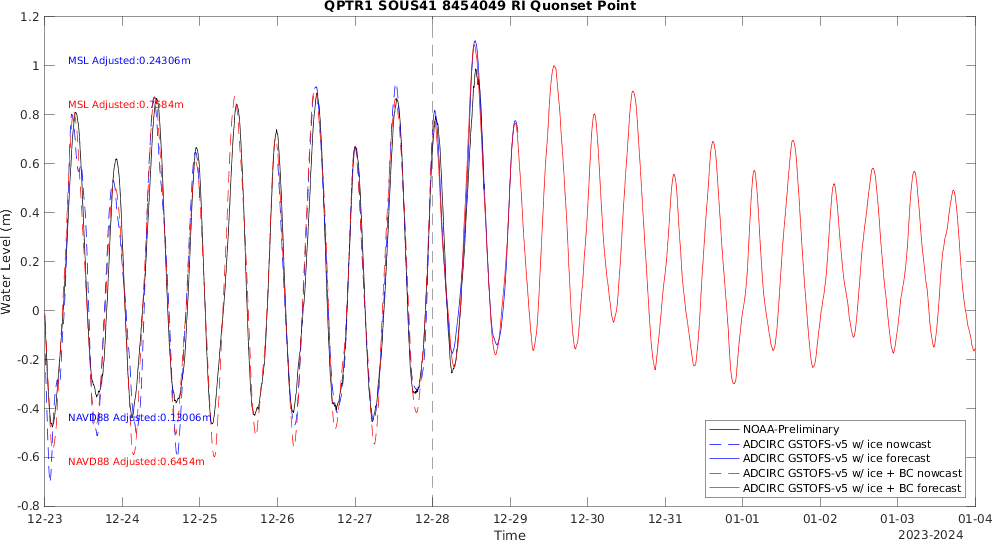 QPTR1 SOUS41 8454049 RI Quonset Point
1.2
1
0.8
0.6
0.4
0.2
0
-0.2
-0.4
-0.6
-0.8
Water Level (m)
MSL Adjusted:0.24306m
MSL Adjusted:0.7584m
NAVD88 Adjusted:0.13006m
NAVD88 Adjusted:0.6454m
NOAA-Preliminary
ADCIRC GSTOFS-v5 w/ ice nowcast
ADCIRC GSTOFS-v5 w/ ice forecast
ADCIRC GSTOFS-v5 w/ ice + BC nowcast
ADCIRC GSTOFS-v5 w/ ice + BC forecast
12-23 12-24 12-25 12-26 12-27 12-28 12-29 12-30 12-31 01-01 01-02 01-03 01-04
Time
2023-2024